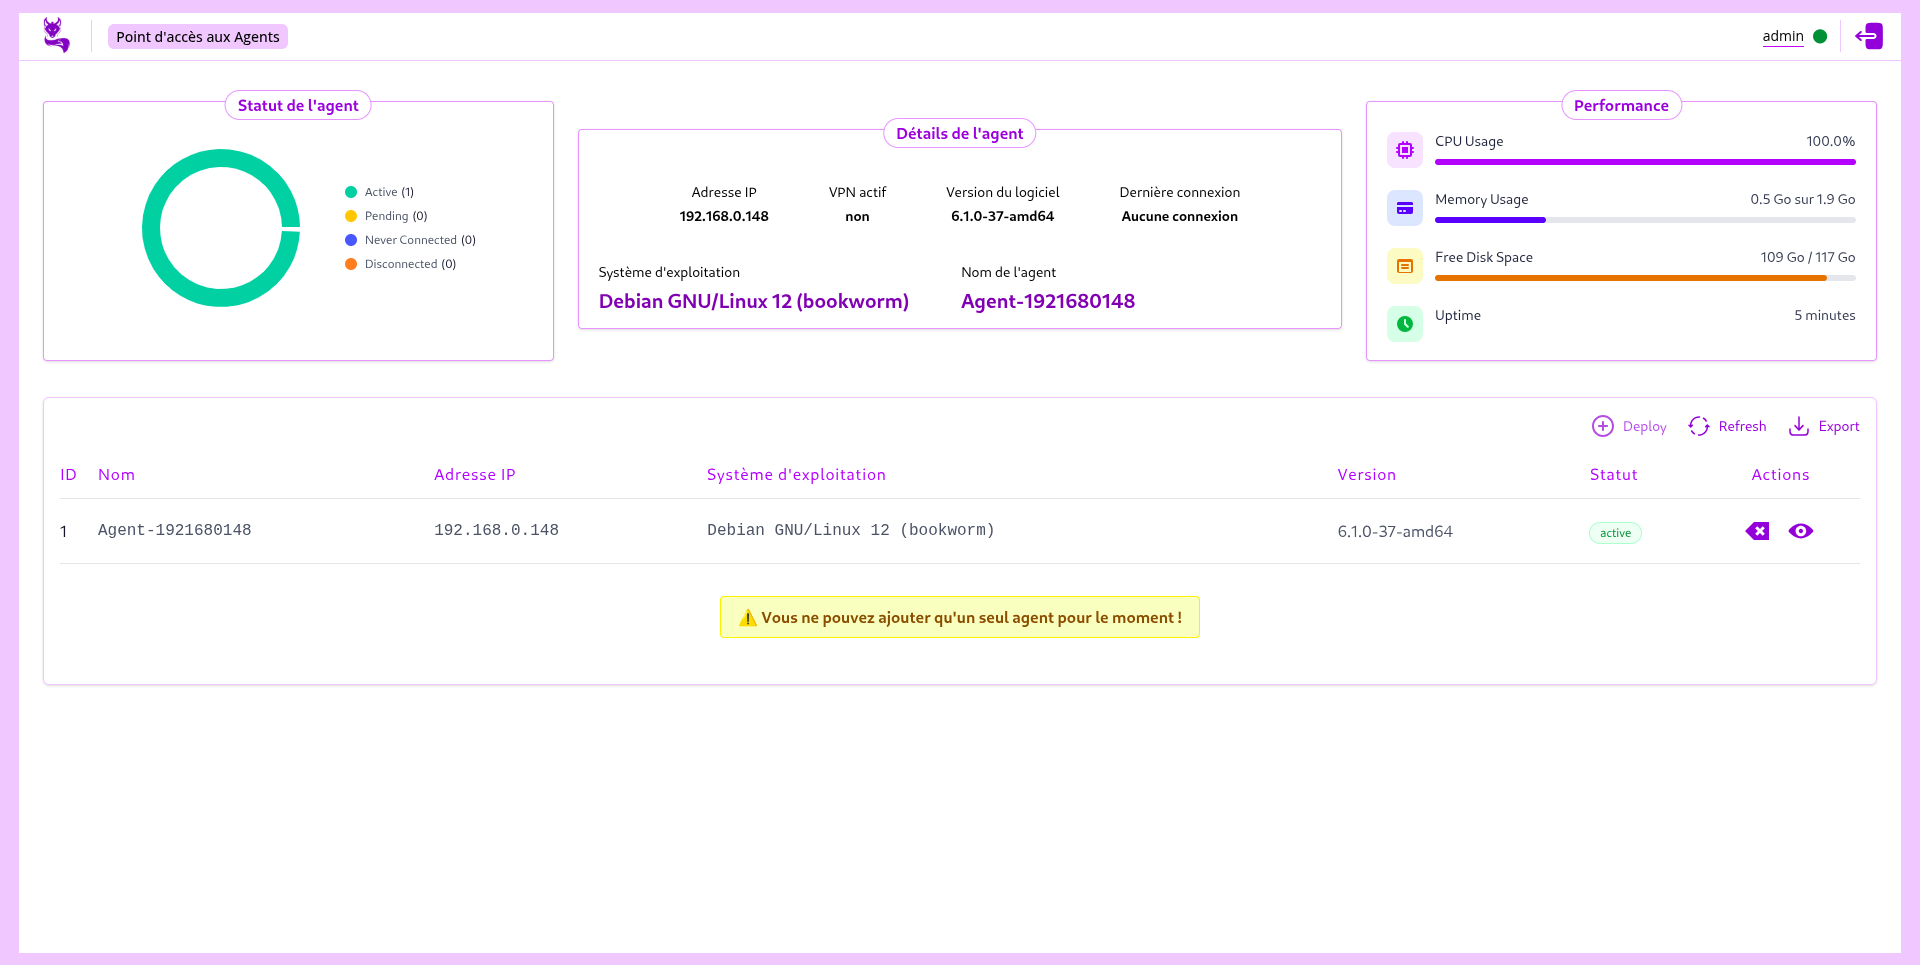 Point d'accès aux Agents
admin
Statut de l'agent
Active (1)
Pending (0)
Never Connected (0)
Disconnected (0)
Détails de l'agent
Adresse IP VPN actif Version du logiciel Dernière connexion
192.168.0.148 non 6.1.0-37-amd64 Aucune connexion
Système d'exploitation Nom de l'agent
Debian GNU/Linux 12 (bookworm) Agent-1921680148
Performance
CPU Usage 100.0%
Memory Usage 0.5 Go sur 1.9 Go
Free Disk Space 109 Go / 117 Go
Uptime 5 minutes
Deploy Refresh Export
ID Nom Adresse IP Système d'exploitation Version Statut Actions
1 Agent-1921680148 192.168.0.148 Debian GNU/Linux 12 (bookworm) 6.1.0-37-amd64 active
⚠️ Vous ne pouvez ajouter qu'un seul agent pour le moment !